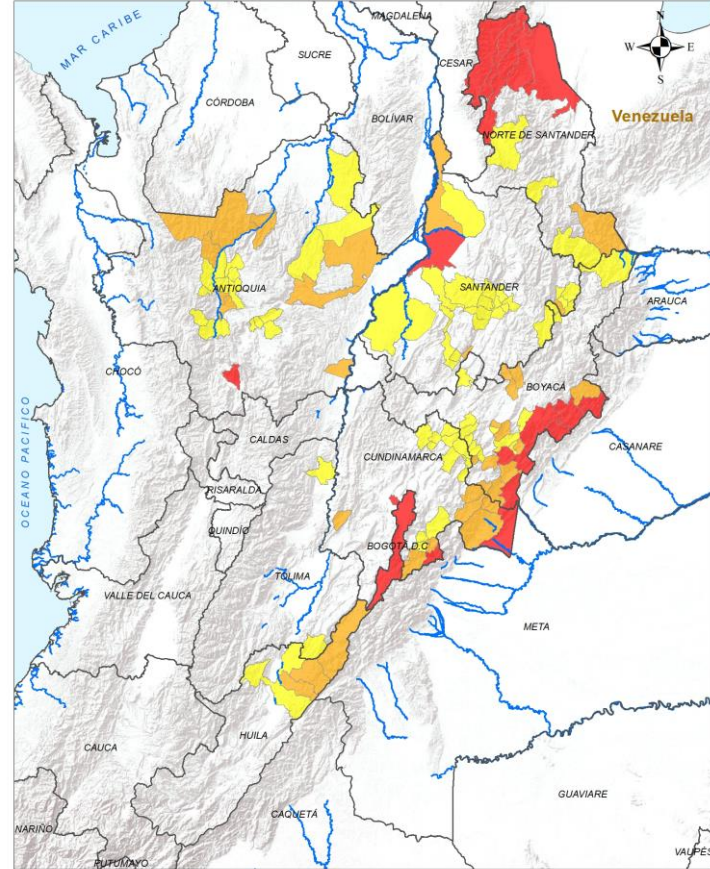 MAGDALENA
N
W E
S
MAR CARIBE
SUCRE
CESAR
CÓRDOBA
BOLÍVAR
Venezuela
NORTE DE SANTANDER
ANTIOQUIA
SANTANDER
ARAUCA
CHOCÓ
BOYACÁ
CALDAS
CUNDINAMARCA
CASANARE
OCEANO PACIFICO
RISARALDA
QUINDÍO
BOGOTÁ D.C
TOLIMA
VALLE DEL CAUCA
META
HUILA
CAUCA
GUAVIARE
CAQUETÁ
NARIÑO
PUTUMAYO
VAUPÉS